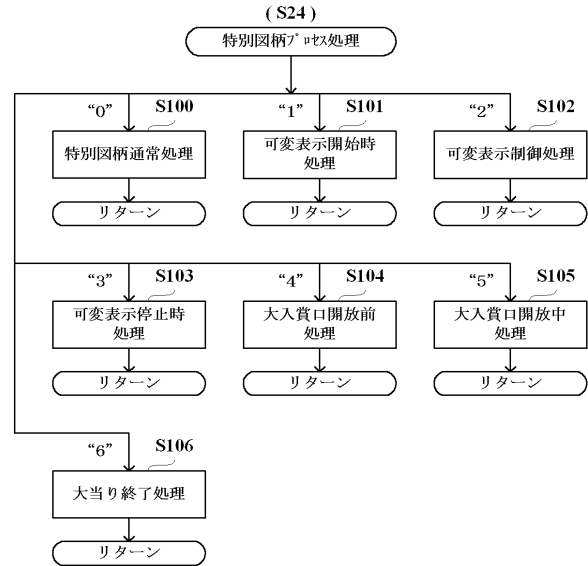 ( S24 )
特別図柄ﾌﾟﾛｾｽ処理
“0” S100
特別図柄通常処理
リターン
“1” S101
可変表示開始時
処理
リターン
“2” S102
可変表示制御処理
リターン
“3” S103
可変表示停止時
処理
リターン
“4” S104
大入賞口開放前
処理
リターン
“5” S105
大入賞口開放中
処理
リターン
“6” S106
大当り終了処理
リターン